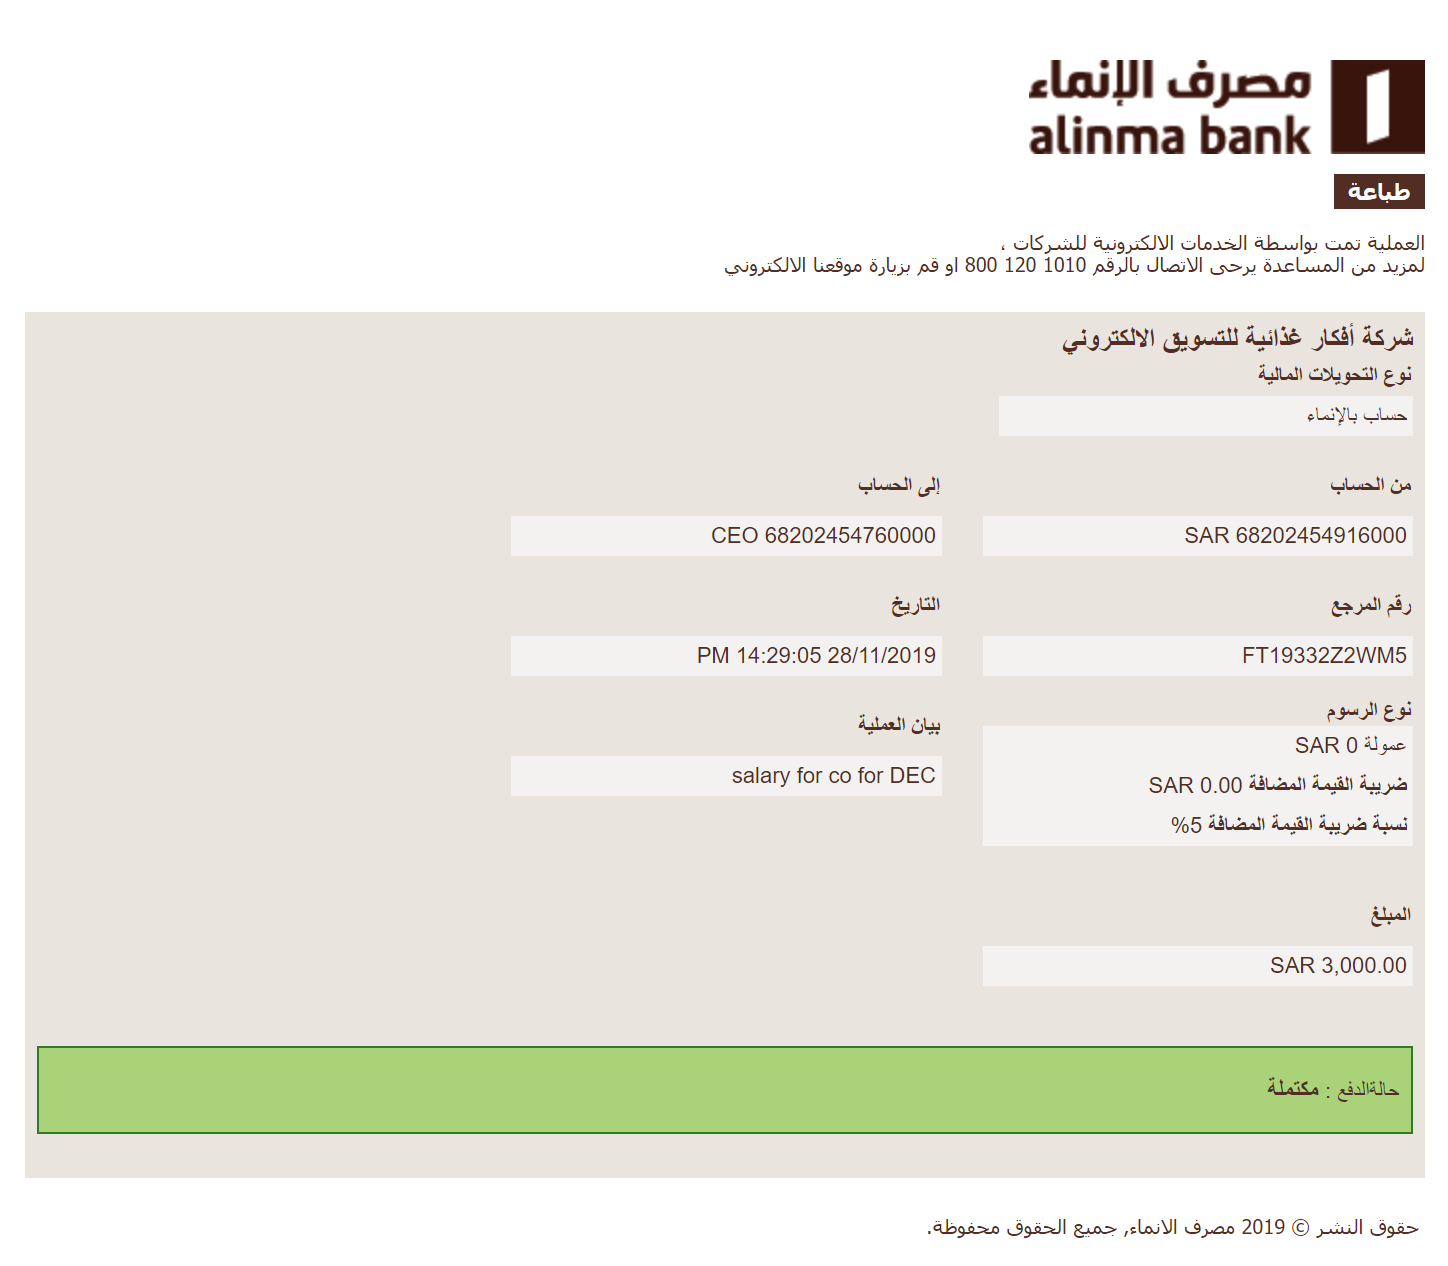 مصرف الإنماء
alinma bank
طباعة
العملية تمت بواسطة الخدمات الالكترونية للشركات ،
لمزيد من المساعدة يرجى الاتصال بالرقم 1010 120 800 او قم بزيارة موقعنا الالكتروني
شركة أفكار غذائية للتسويق الالكتروني
نوع التحويلات المالية
حساب بالإنماء
من الحساب
SAR 68202454916000
إلى الحساب
CEO 68202454760000
رقم المرجع
FT19332Z2WM5
التاريخ
PM 14:29:05 28/11/2019
نوع الرسوم
عمولة SAR 0
ضريبة القيمة المضافة SAR 0.00
نسبة ضريبة القيمة المضافة 5%
بيان العملية
salary for co for DEC
المبلغ
SAR 3,000.00
حالةالدفع : مكتملة
حقوق النشر © 2019 مصرف الانماء, جميع الحقوق محفوظة.